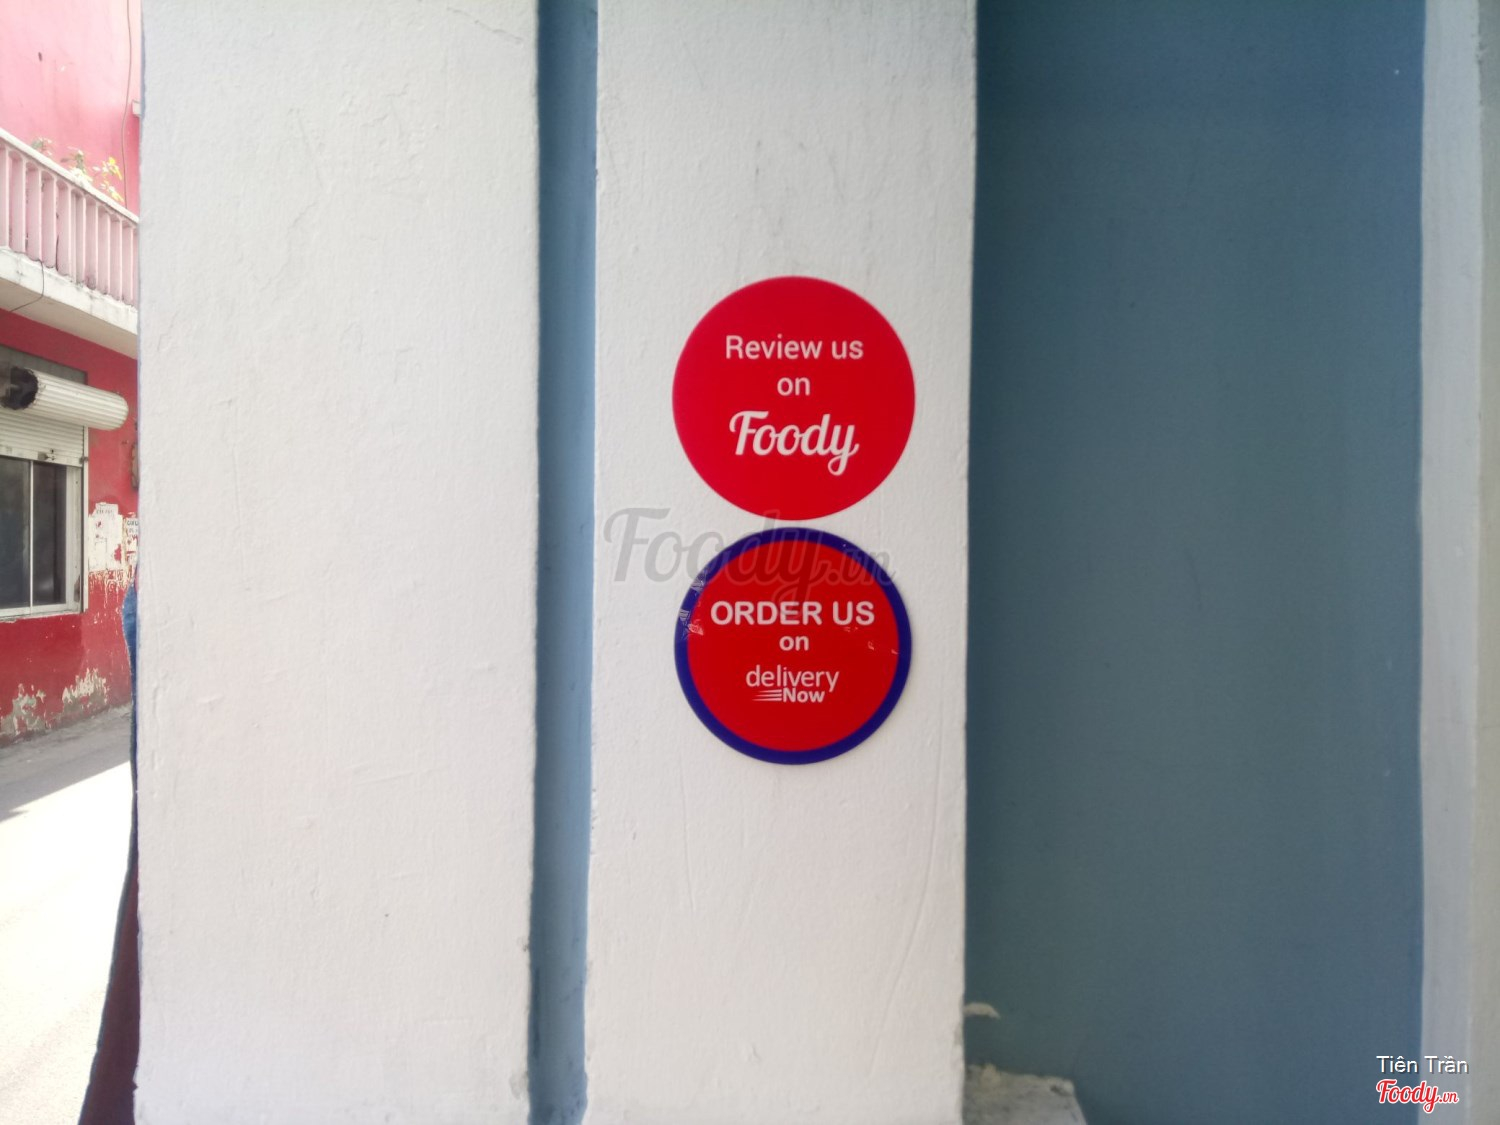 Review us
on
Foody
Foody.vn
ORDER US
on
delivery
Now
Tiên Trần
Foody.vn